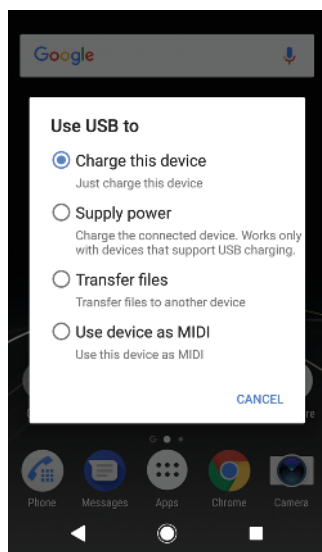 Google
Use USB to
Charge this device
Just charge this device
Supply power
Charge the connected device. Works only
with devices that support USB charging.
Transfer files
Transfer files to another device
Use device as MIDI
Use this device as MIDI
CANCEL
G
Phone Messages Apps Chrome Camera